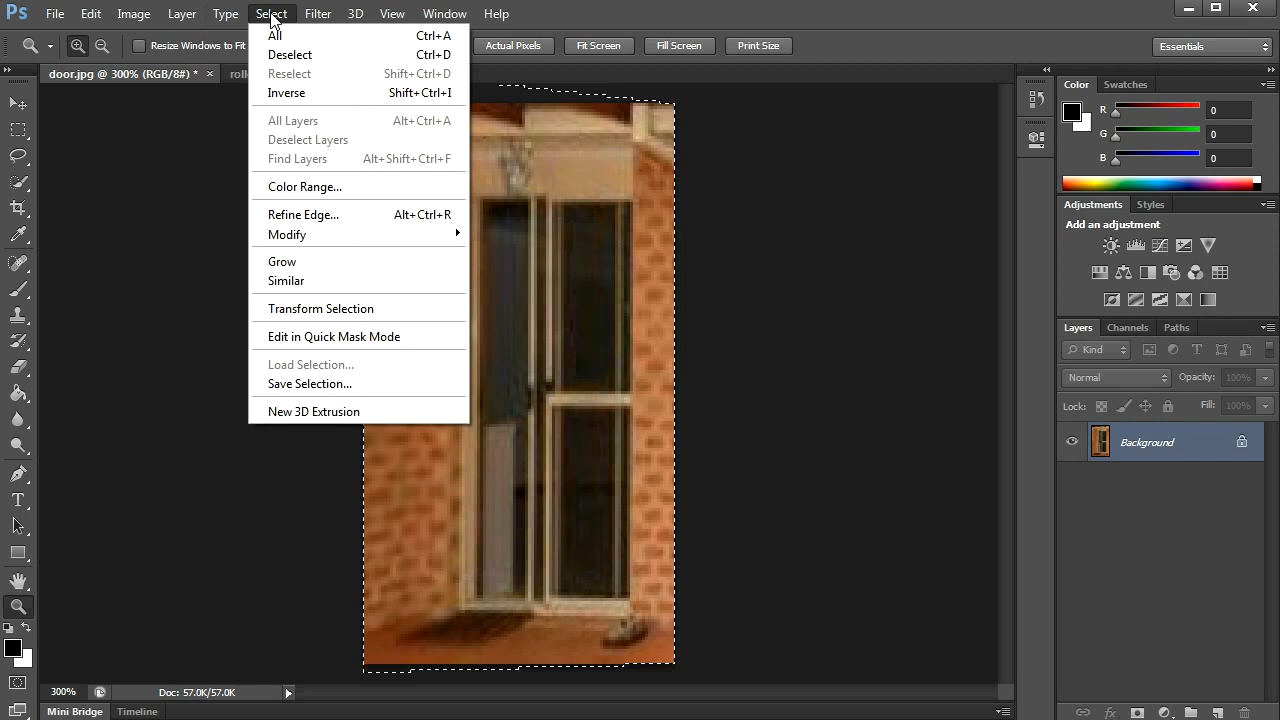 Ps File Edit Image Layer Type Select Filter 3D View Window Help
Resize Windows to Fit Actual Pixels Fit Screen Fill Screen Print Size Essentials
door.jpg @ 300% (RGB/8#) * ×
All Ctrl+A
Deselect Ctrl+D
Reselect Shift+Ctrl+D
Inverse Shift+Ctrl+I
All Layers Alt+Ctrl+A
Deselect Layers
Find Layers Alt+Shift+Ctrl+F
Color Range...
Refine Edge... Alt+Ctrl+R
Modify
Grow
Similar
Transform Selection
Edit in Quick Mask Mode
Load Selection...
Save Selection...
New 3D Extrusion
Color Swatches
R 0
G 0
B 0
Adjustments Styles
Add an adjustment
Layers Channels Paths
Kind
Normal Opacity: 100%
Lock: Fill: 100%
Background
300% Doc: 57.0K/57.0K
Mini Bridge Timeline